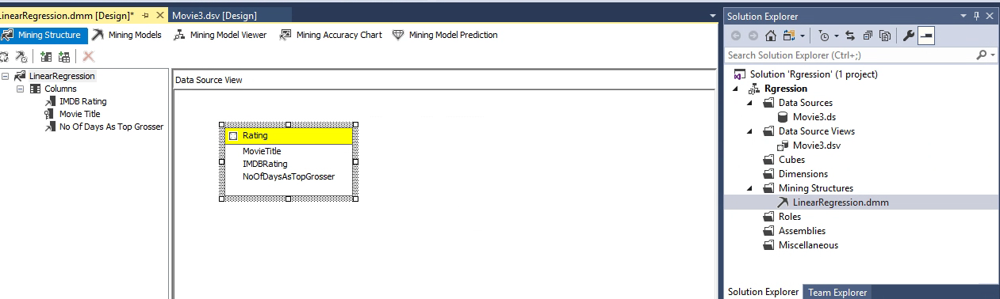 LinearRegression.dmm [Design]*
Movie3.dsv [Design]
Mining Structure
Mining Models
Mining Model Viewer
Mining Accuracy Chart
Mining Model Prediction
LinearRegression
Columns
IMDB Rating
Movie Title
No Of Days As Top Grosser
Data Source View
Rating
MovieTitle
IMDBRating
NoOfDaysAsTopGrosser
Solution Explorer
Search Solution Explorer (Ctrl+;)
Solution 'Rgression' (1 project)
Rgression
Data Sources
Movie3.ds
Data Source Views
Movie3.dsv
Cubes
Dimensions
Mining Structures
LinearRegression.dmm
Roles
Assemblies
Miscellaneous
Solution Explorer
Team Explorer